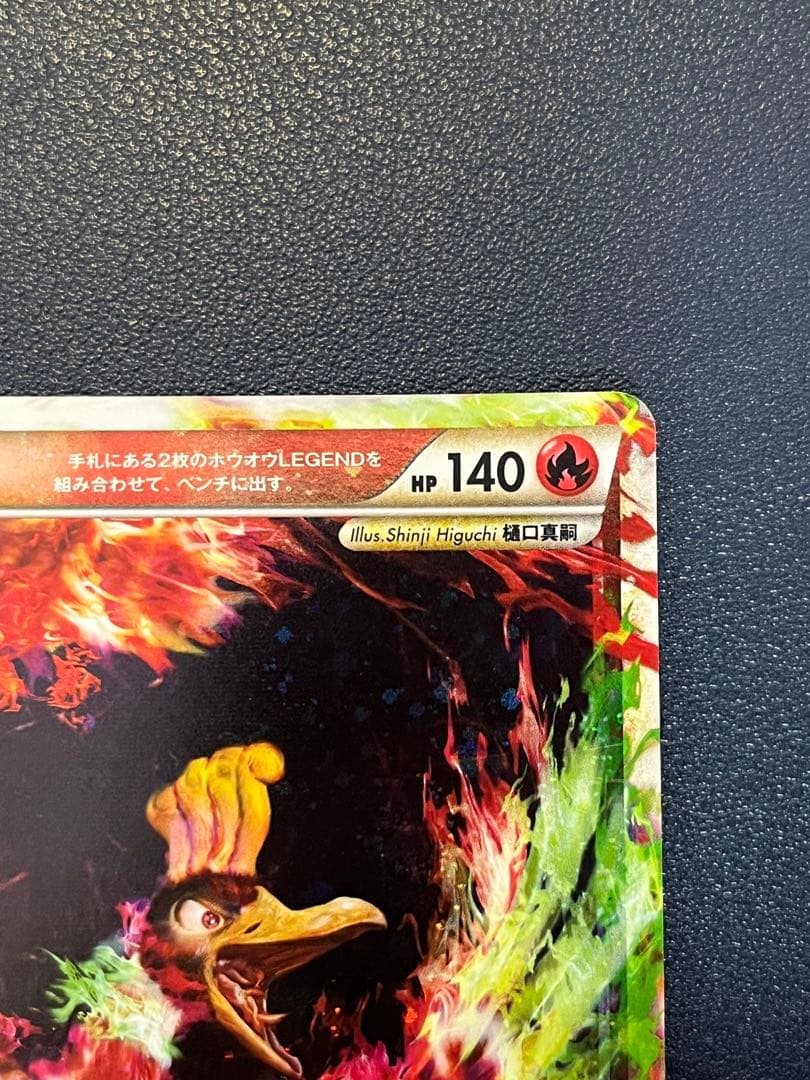 手札にある2枚のホウオウLEGENDを
組み合わせて、ベンチに出す。
HP 140
Illus. Shinji Higuchi 樋口真嗣